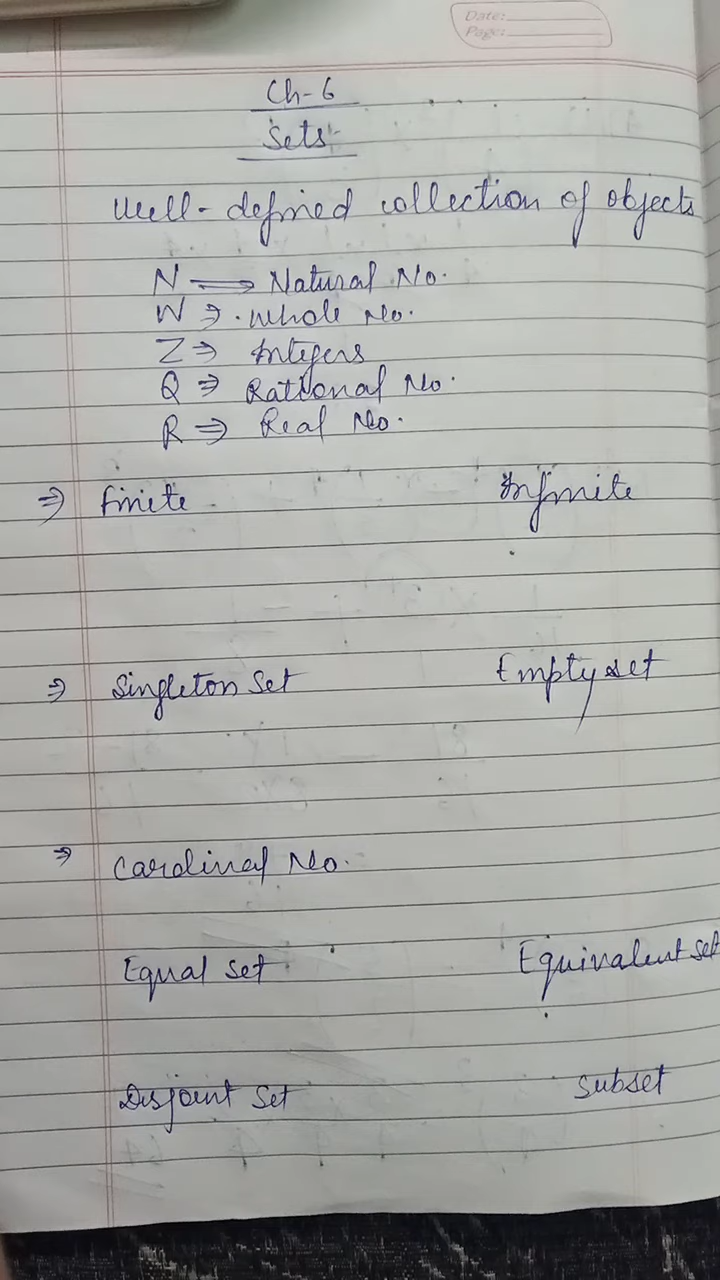 Date:
Page:
Ch-6
Sets
Well-defined collection of objects
N ⟹ Natural No.
W ⇒ Whole No.
Z ⇒ Integers
Q ⇒ Rational No.
R ⇒ Real No.
⇒ Finite Infinite
⇒ Singleton Set Empty set
⇒ Cardinal No.
Equal Set Equivalent set
Disjoint Set Subset